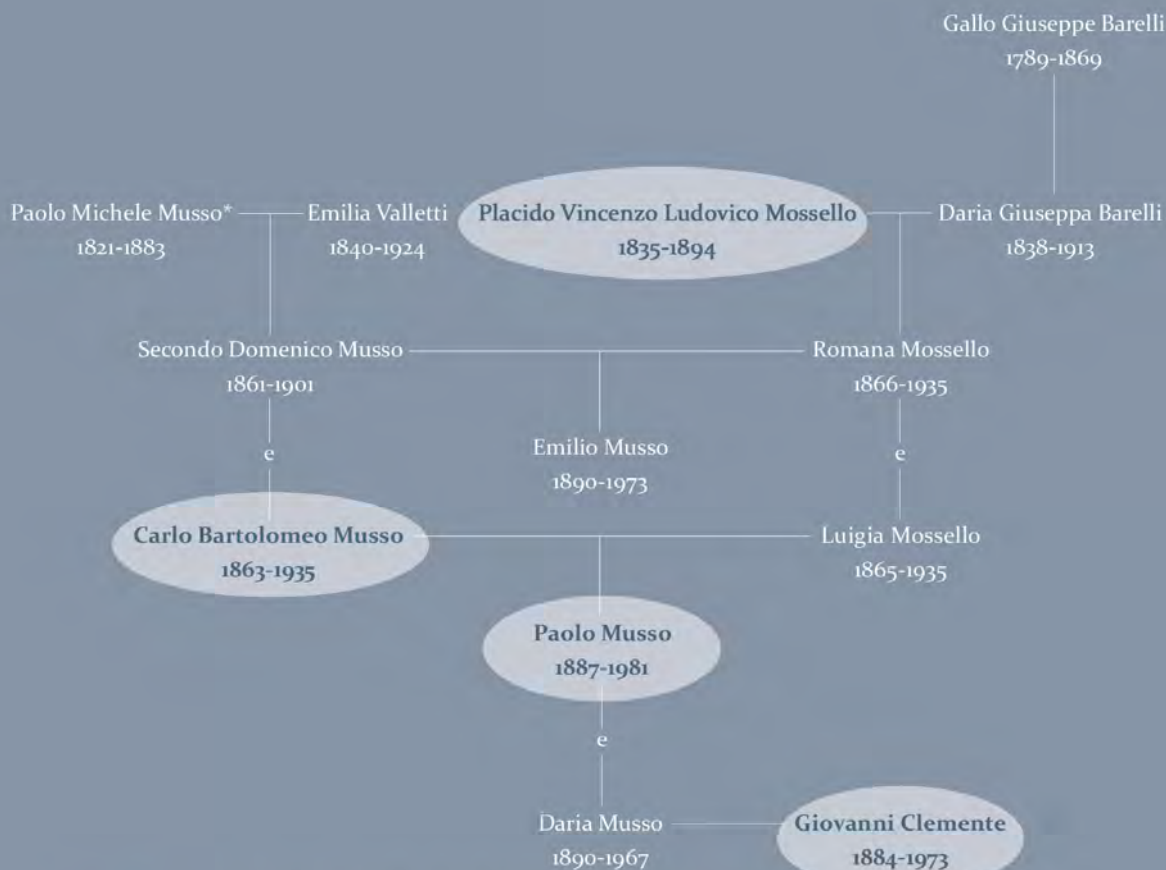 Gallo Giuseppe Barelli
1789-1869
Paolo Michele Musso*
1821-1883
Emilia Valletti
1840-1924
Placido Vincenzo Ludovico Mossello
1835-1894
Daria Giuseppa Barelli
1838-1913
Secondo Domenico Musso
1861-1901
Romana Mossello
1866-1935
e
e
Emilio Musso
1890-1973
Carlo Bartolomeo Musso
1863-1935
Luigia Mossello
1865-1935
Paolo Musso
1887-1981
e
Daria Musso
1890-1967
Giovanni Clemente
1884-1973